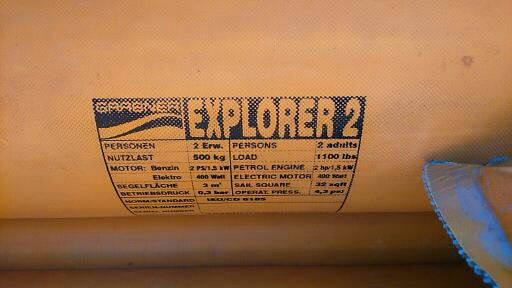 GRABNER EXPLORER 2
PERSONEN 2 Erw. PERSONS 2 adults
NUTZLAST 500 kg LOAD 1100 lbs
MOTOR: Benzin 2 PS/1,5 kW PETROL ENGINE 2 hp/1,5 kW
Elektro 400 Watt ELECTRIC MOTOR 400 Watt
SEGELFLÄCHE 3 m² SAIL SQUARE 32 sqft
BETRIEBSDRUCK 0,3 bar OPERAT. PRESS. 4,3 psi
NORM/STANDARD ISO/CD 6185
SERIEN-NUMMER